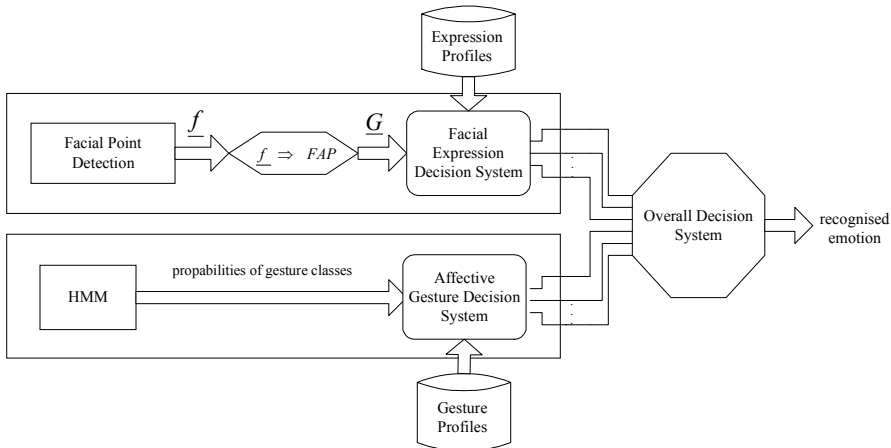 Expression
Profiles
f
G
Facial Point
Detection
f ⇒ FAP
Facial
Expression
Decision System
Overall Decision
System
recognised
emotion
propabilities of gesture classes
HMM
Affective
Gesture Decision
System
Gesture
Profiles